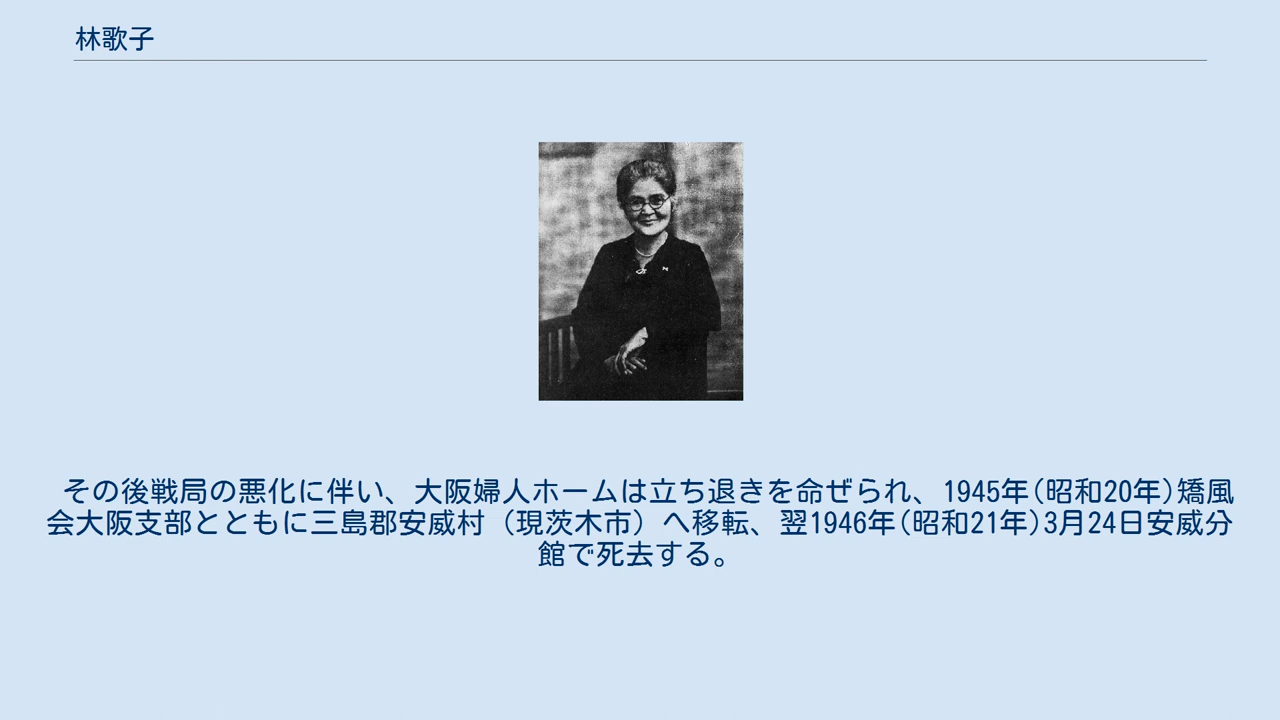 林歌子
その後戦局の悪化に伴い、大阪婦人ホームは立ち退きを命ぜられ、1945年(昭和20年)矯風
会大阪支部とともに三島郡安威村（現茨木市）へ移転、翌1946年(昭和21年)3月24日安威分
館で死去する。